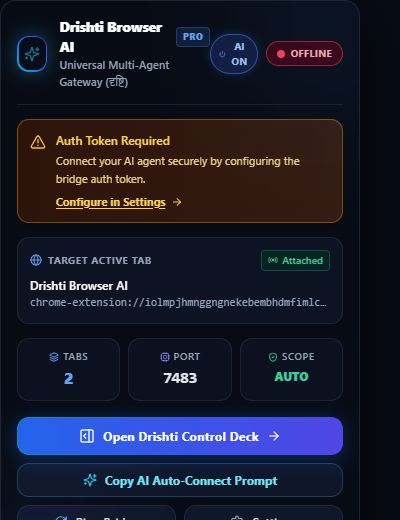 Drishti Browser
AI
PRO
AI
ON
OFFLINE
Universal Multi-Agent
Gateway (दृष्टि)
Auth Token Required
Connect your AI agent securely by configuring the
bridge auth token.
Configure in Settings →
TARGET ACTIVE TAB
Attached
Drishti Browser AI
chrome-extension://iolmpjhmnggngnekebembhdmfimlc…
TABS
2
PORT
7483
SCOPE
AUTO
Open Drishti Control Deck →
Copy AI Auto-Connect Prompt